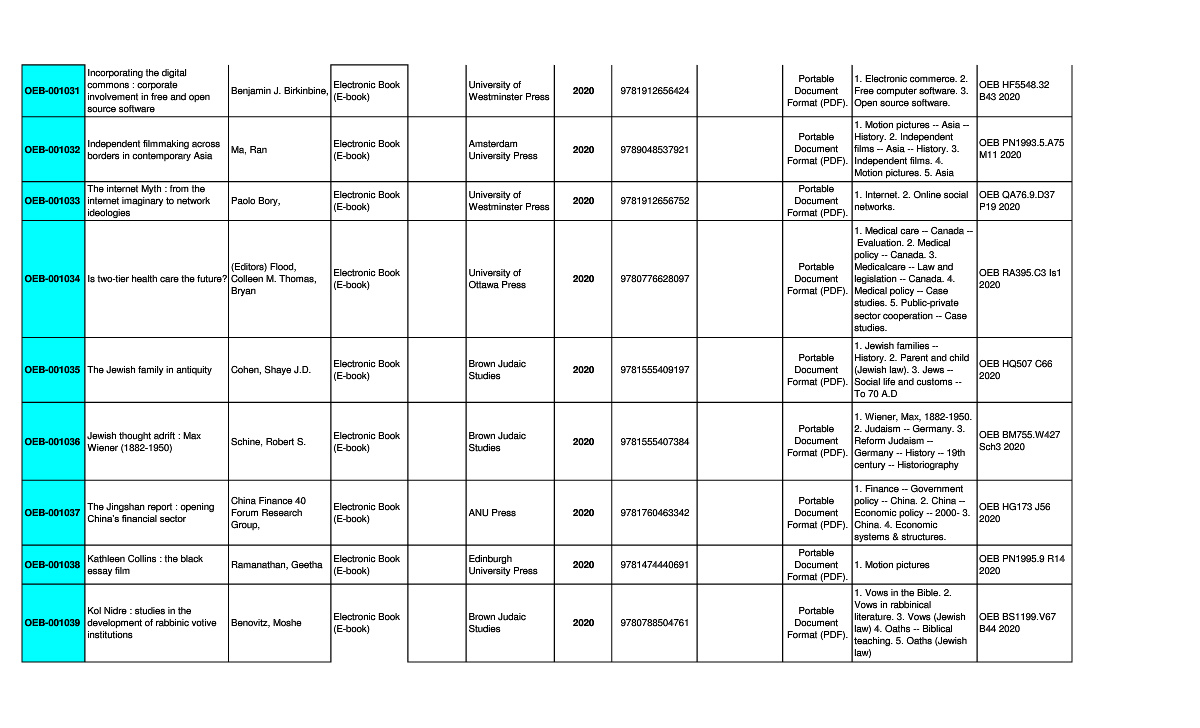 OEB-001031
Incorporating the digital
commons : corporate
involvement in free and open
source software
Benjamin J. Birkinbine,
Electronic Book
(E-book)
University of
Westminster Press
2020
9781912656424
Portable
Document
Format (PDF).
1. Electronic commerce. 2.
Free computer software. 3.
Open source software.
OEB HF5548.32
B43 2020
OEB-001032
Independent filmmaking across
borders in contemporary Asia
Ma, Ran
Electronic Book
(E-book)
Amsterdam
University Press
2020
9789048537921
Portable
Document
Format (PDF).
1. Motion pictures -- Asia --
History. 2. Independent
films -- Asia -- History. 3.
Independent films. 4.
Motion pictures. 5. Asia
OEB PN1993.5.A75
M11 2020
OEB-001033
The internet Myth : from the
internet imaginary to network
ideologies
Paolo Bory,
Electronic Book
(E-book)
University of
Westminster Press
2020
9781912656752
Portable
Document
Format (PDF).
1. Internet. 2. Online social
networks.
OEB QA76.9.D37
P19 2020
OEB-001034
Is two-tier health care the future?
(Editors) Flood,
Colleen M. Thomas,
Bryan
Electronic Book
(E-book)
University of
Ottawa Press
2020
9780776628097
Portable
Document
Format (PDF).
1. Medical care -- Canada --
Evaluation. 2. Medical
policy -- Canada. 3.
Medicalcare -- Law and
legislation -- Canada. 4.
Medical policy -- Case
studies. 5. Public-private
sector cooperation -- Case
studies.
OEB RA395.C3 Is1
2020
OEB-001035
The Jewish family in antiquity
Cohen, Shaye J.D.
Electronic Book
(E-book)
Brown Judaic
Studies
2020
9781555409197
Portable
Document
Format (PDF).
1. Jewish families --
History. 2. Parent and child
(Jewish law). 3. Jews --
Social life and customs --
To 70 A.D
OEB HQ507 C66
2020
OEB-001036
Jewish thought adrift : Max
Wiener (1882-1950)
Schine, Robert S.
Electronic Book
(E-book)
Brown Judaic
Studies
2020
9781555407384
Portable
Document
Format (PDF).
1. Wiener, Max, 1882-1950.
2. Judaism -- Germany. 3.
Reform Judaism --
Germany -- History -- 19th
century -- Historiography
OEB BM755.W427
Sch3 2020
OEB-001037
The Jingshan report : opening
China's financial sector
China Finance 40
Forum Research
Group,
Electronic Book
(E-book)
ANU Press
2020
9781760463342
Portable
Document
Format (PDF).
1. Finance -- Government
policy -- China. 2. China --
Economic policy -- 2000- 3.
China. 4. Economic
systems & structures.
OEB HG173 J56
2020
OEB-001038
Kathleen Collins : the black
essay film
Ramanathan, Geetha
Electronic Book
(E-book)
Edinburgh
University Press
2020
9781474440691
Portable
Document
Format (PDF).
1. Motion pictures
OEB PN1995.9 R14
2020
OEB-001039
Kol Nidre : studies in the
development of rabbinic votive
institutions
Benovitz, Moshe
Electronic Book
(E-book)
Brown Judaic
Studies
2020
9780788504761
Portable
Document
Format (PDF).
1. Vows in the Bible. 2.
Vows in rabbinical
literature. 3. Vows (Jewish
law) 4. Oaths -- Biblical
teaching. 5. Oaths (Jewish
law)
OEB BS1199.V67
B44 2020